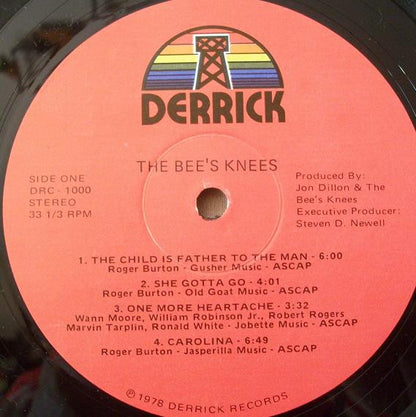 DERRICK
THE BEE'S KNEES
SIDE ONE
DRC - 1000
STEREO
33 1/3 RPM
Produced By:
Jon Dillon & The
Bee's Knees
Executive Producer:
Steven D. Newell
1. THE CHILD IS FATHER TO THE MAN - 6:00
Roger Burton - Gusher Music - ASCAP
2. SHE GOTTA GO - 4:01
Roger Burton - Old Goat Music - ASCAP
3. ONE MORE HEARTACHE - 3:32
Wann Moore, William Robinson Jr., Robert Rogers
Marvin Tarplin, Ronald White - Jobette Music - ASCAP
4. CAROLINA - 6:49
Roger Burton - Jasperilla Music - ASCAP
©1978 DERRICK RECORDS